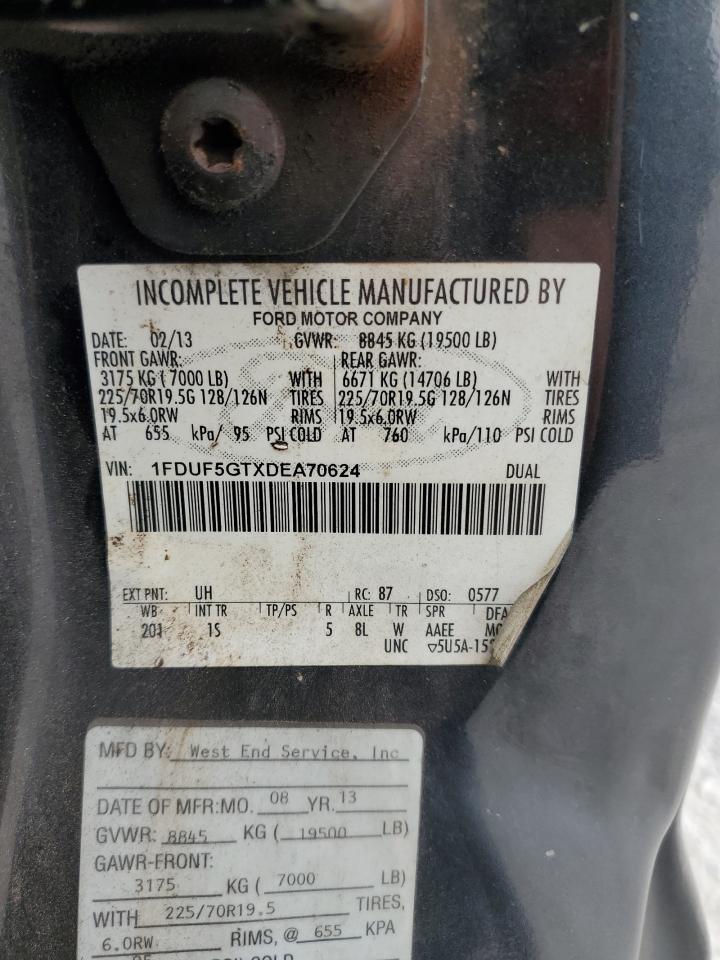 INCOMPLETE VEHICLE MANUFACTURED BY
FORD MOTOR COMPANY
DATE: 02/13 GVWR: 8845 KG (19500 LB)
FRONT GAWR: REAR GAWR:
3175 KG ( 7000 LB) WITH 6671 KG (14706 LB) WITH
225/70R19.5G 128/126N TIRES 225/70R19.5G 128/126N TIRES
19.5x6.0RW RIMS 19.5x6.0RW RIMS
AT 655 kPa/ 95 PSI COLD AT 760 kPa/110 PSI COLD
VIN: 1FDUF5GTXDEA70624 DUAL
EXT PNT: UH RC: 87 DSO: 0577
WB INT TR TP/PS R AXLE TR SPR DFA
201 1S 5 8L W AAEE
UNC ▽5U5A-15
MFD BY: West End Service, Inc
DATE OF MFR:MO. 08 YR. 13
GVWR: 8845 KG ( 19500 LB)
GAWR-FRONT:
3175 KG ( 7000 LB)
WITH 225/70R19.5 TIRES,
6.0RW RIMS, @ 655 KPA